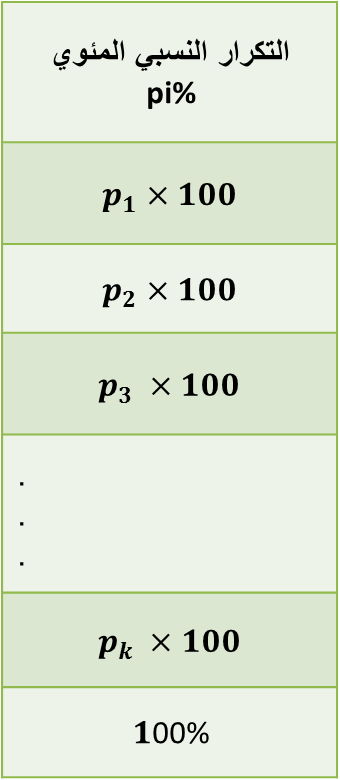 التكرار النسبي المئوي
pi%
p₁ × 100
p₂ × 100
p₃ × 100
.
.
.
pₖ × 100
100%